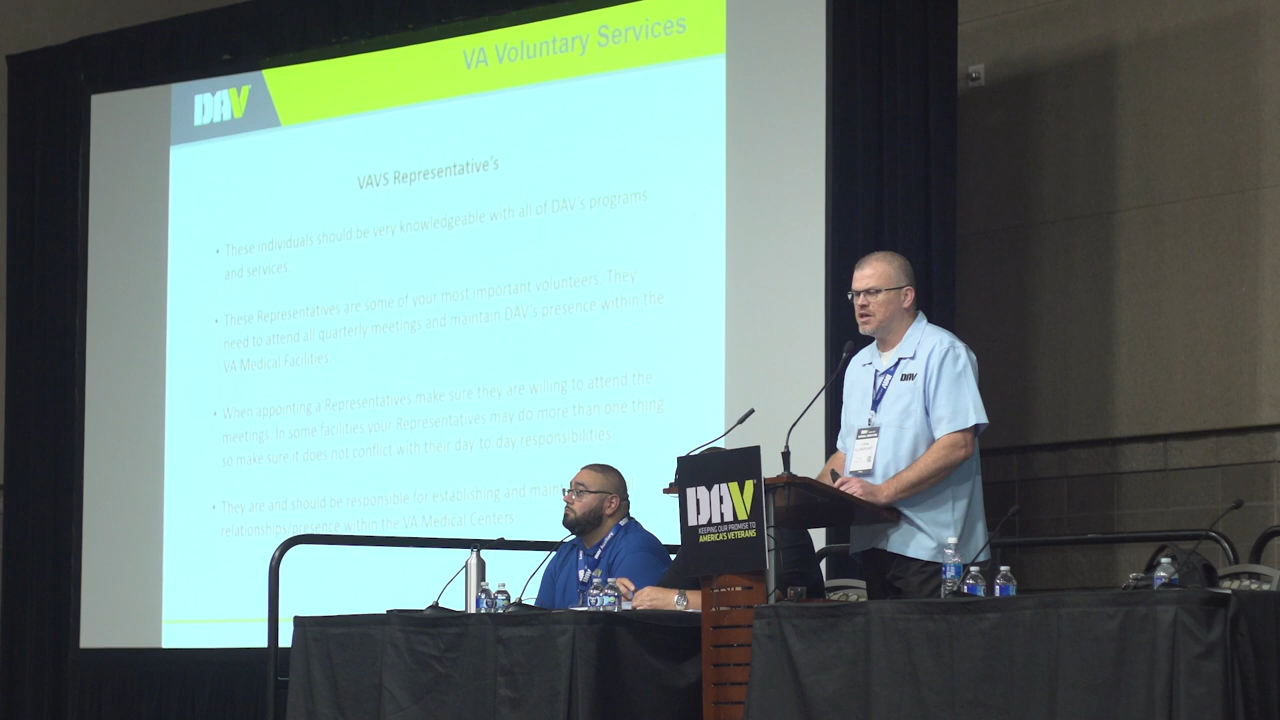 VA Voluntary Services
DAV
VAVS Representative's
• These individuals should be very knowledgeable with all of DAV's programs
and services.
• These Representatives are some of your most important volunteers. They
need to attend all quarterly meetings and maintain DAV's presence within the
VA Medical Facilities.
• When appointing a Representatives make sure they are willing to attend the
meetings. In some facilities your Representatives may do more than one thing
so make sure it does not conflict with their day to day responsibilities.
• They are and should be responsible for establishing and
relationships/presence within the VA Medical Centers
DAV
KEEPING OUR PROMISE TO
AMERICA'S VETERANS
DAV